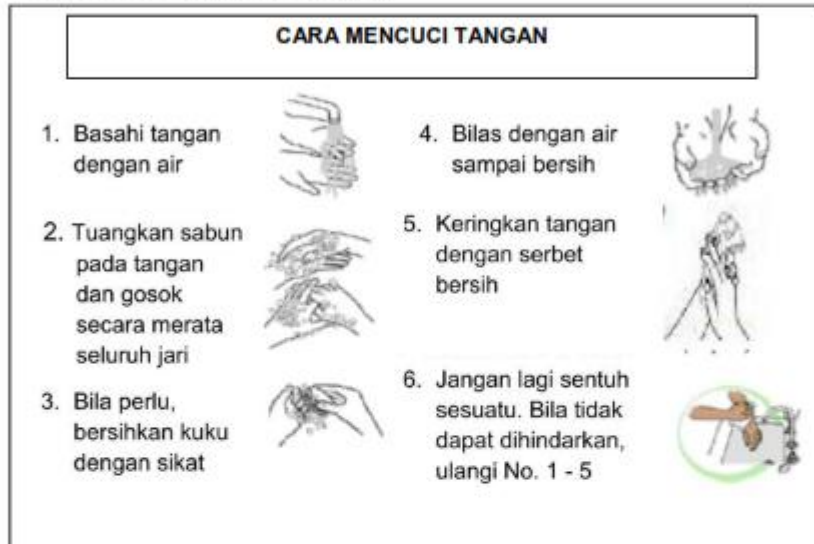 CARA MENCUCI TANGAN
1. Basahi tangan
dengan air
2. Tuangkan sabun
pada tangan
dan gosok
secara merata
seluruh jari
3. Bila perlu,
bersihkan kuku
dengan sikat
4. Bilas dengan air
sampai bersih
5. Keringkan tangan
dengan serbet
bersih
6. Jangan lagi sentuh
sesuatu. Bila tidak
dapat dihindarkan,
ulangi No. 1 - 5